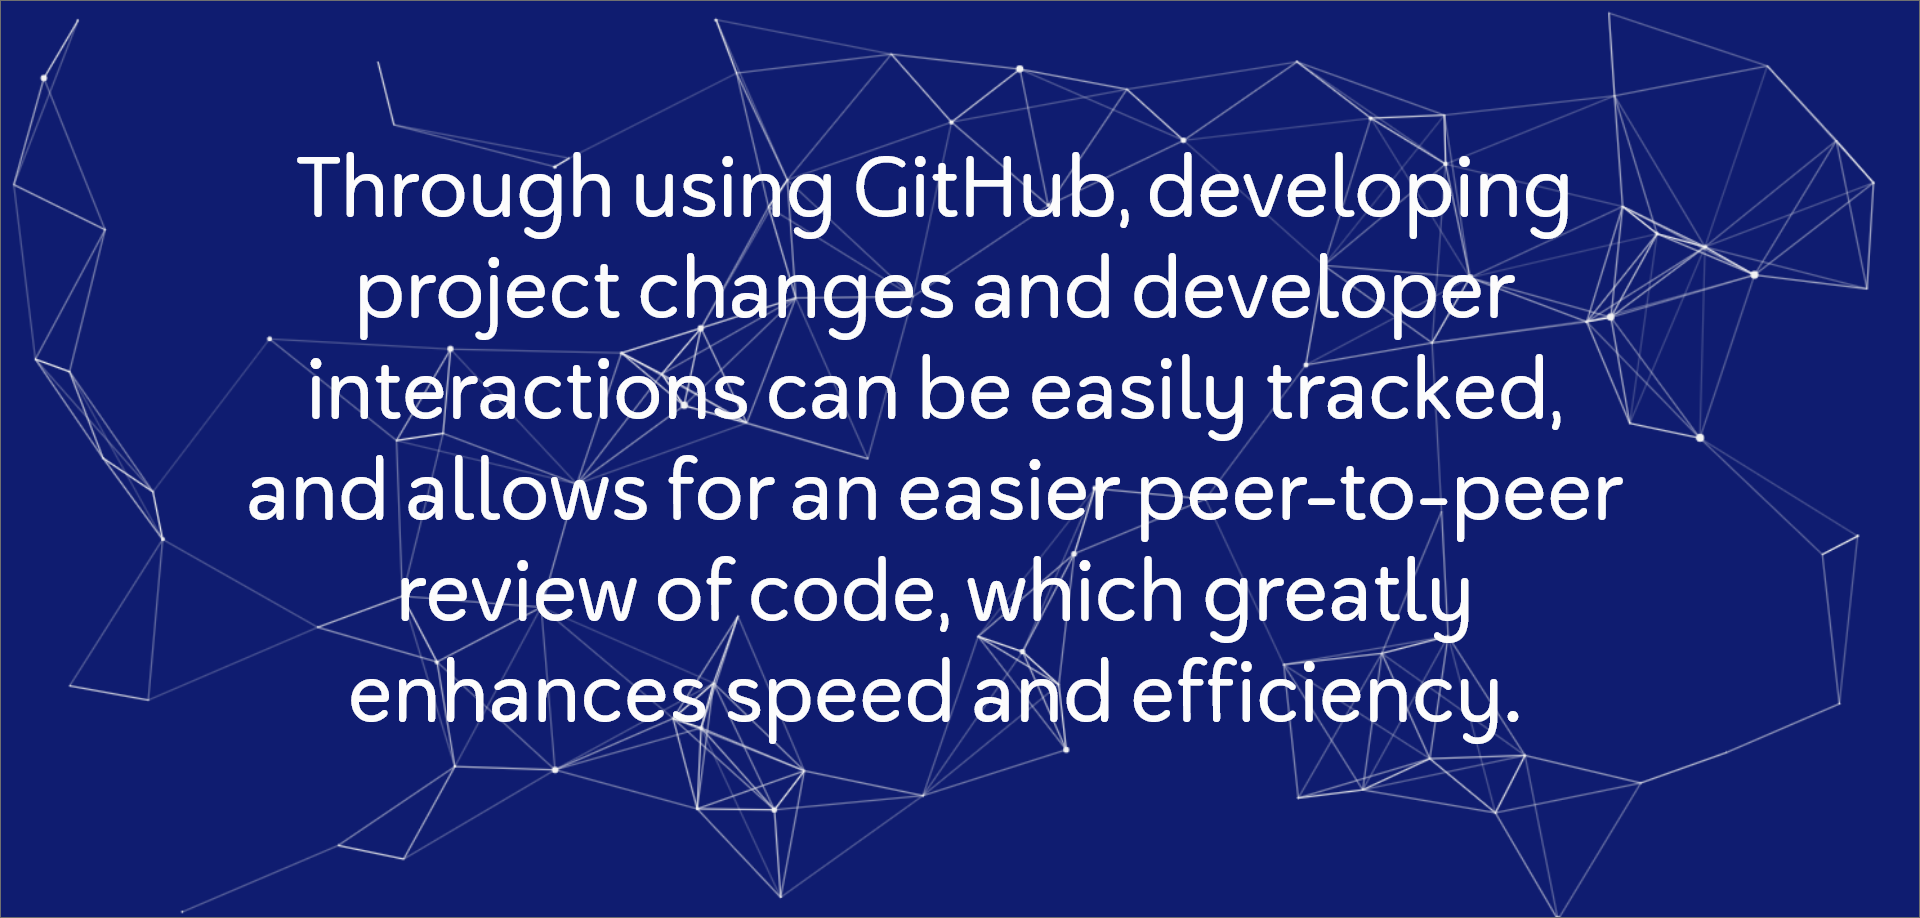 Through using GitHub, developing
project changes and developer
interactions can be easily tracked,
and allows for an easier peer-to-peer
review of code, which greatly
enhances speed and efficiency.